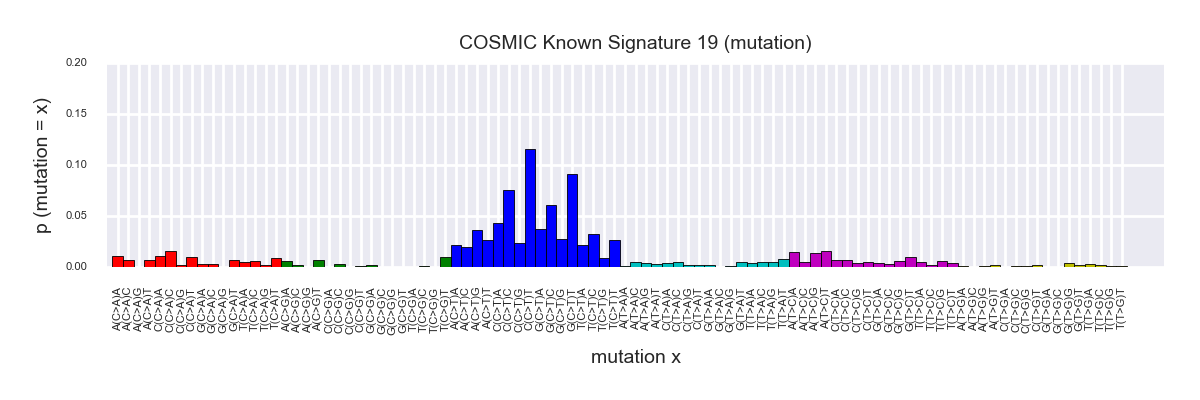 COSMIC Known Signature 19 (mutation)
0.20
0.15
0.10
0.05
0.00
p (mutation = x)
A(C>A)A
A(C>A)C
A(C>A)G
A(C>A)T
C(C>A)A
C(C>A)C
C(C>A)G
C(C>A)T
G(C>A)A
G(C>A)C
G(C>A)G
G(C>A)T
T(C>A)A
T(C>A)C
T(C>A)G
T(C>A)T
A(C>G)A
A(C>G)C
A(C>G)G
A(C>G)T
C(C>G)A
C(C>G)C
C(C>G)G
C(C>G)T
G(C>G)A
G(C>G)C
G(C>G)G
G(C>G)T
T(C>G)A
T(C>G)C
T(C>G)G
T(C>G)T
A(C>T)A
A(C>T)C
A(C>T)G
A(C>T)T
C(C>T)A
C(C>T)C
C(C>T)G
C(C>T)T
G(C>T)A
G(C>T)C
G(C>T)G
G(C>T)T
T(C>T)A
T(C>T)C
T(C>T)G
T(C>T)T
A(T>A)A
A(T>A)C
A(T>A)G
A(T>A)T
C(T>A)A
C(T>A)C
C(T>A)G
C(T>A)T
G(T>A)A
G(T>A)C
G(T>A)G
G(T>A)T
T(T>A)A
T(T>A)C
T(T>A)G
T(T>A)T
A(T>C)A
A(T>C)C
A(T>C)G
A(T>C)T
C(T>C)A
C(T>C)C
C(T>C)G
C(T>C)T
G(T>C)A
G(T>C)C
G(T>C)G
G(T>C)T
T(T>C)A
T(T>C)C
T(T>C)G
T(T>C)T
A(T>G)A
A(T>G)C
A(T>G)G
A(T>G)T
C(T>G)A
C(T>G)C
C(T>G)G
C(T>G)T
G(T>G)A
G(T>G)C
G(T>G)G
G(T>G)T
T(T>G)A
T(T>G)C
T(T>G)G
T(T>G)T
mutation x